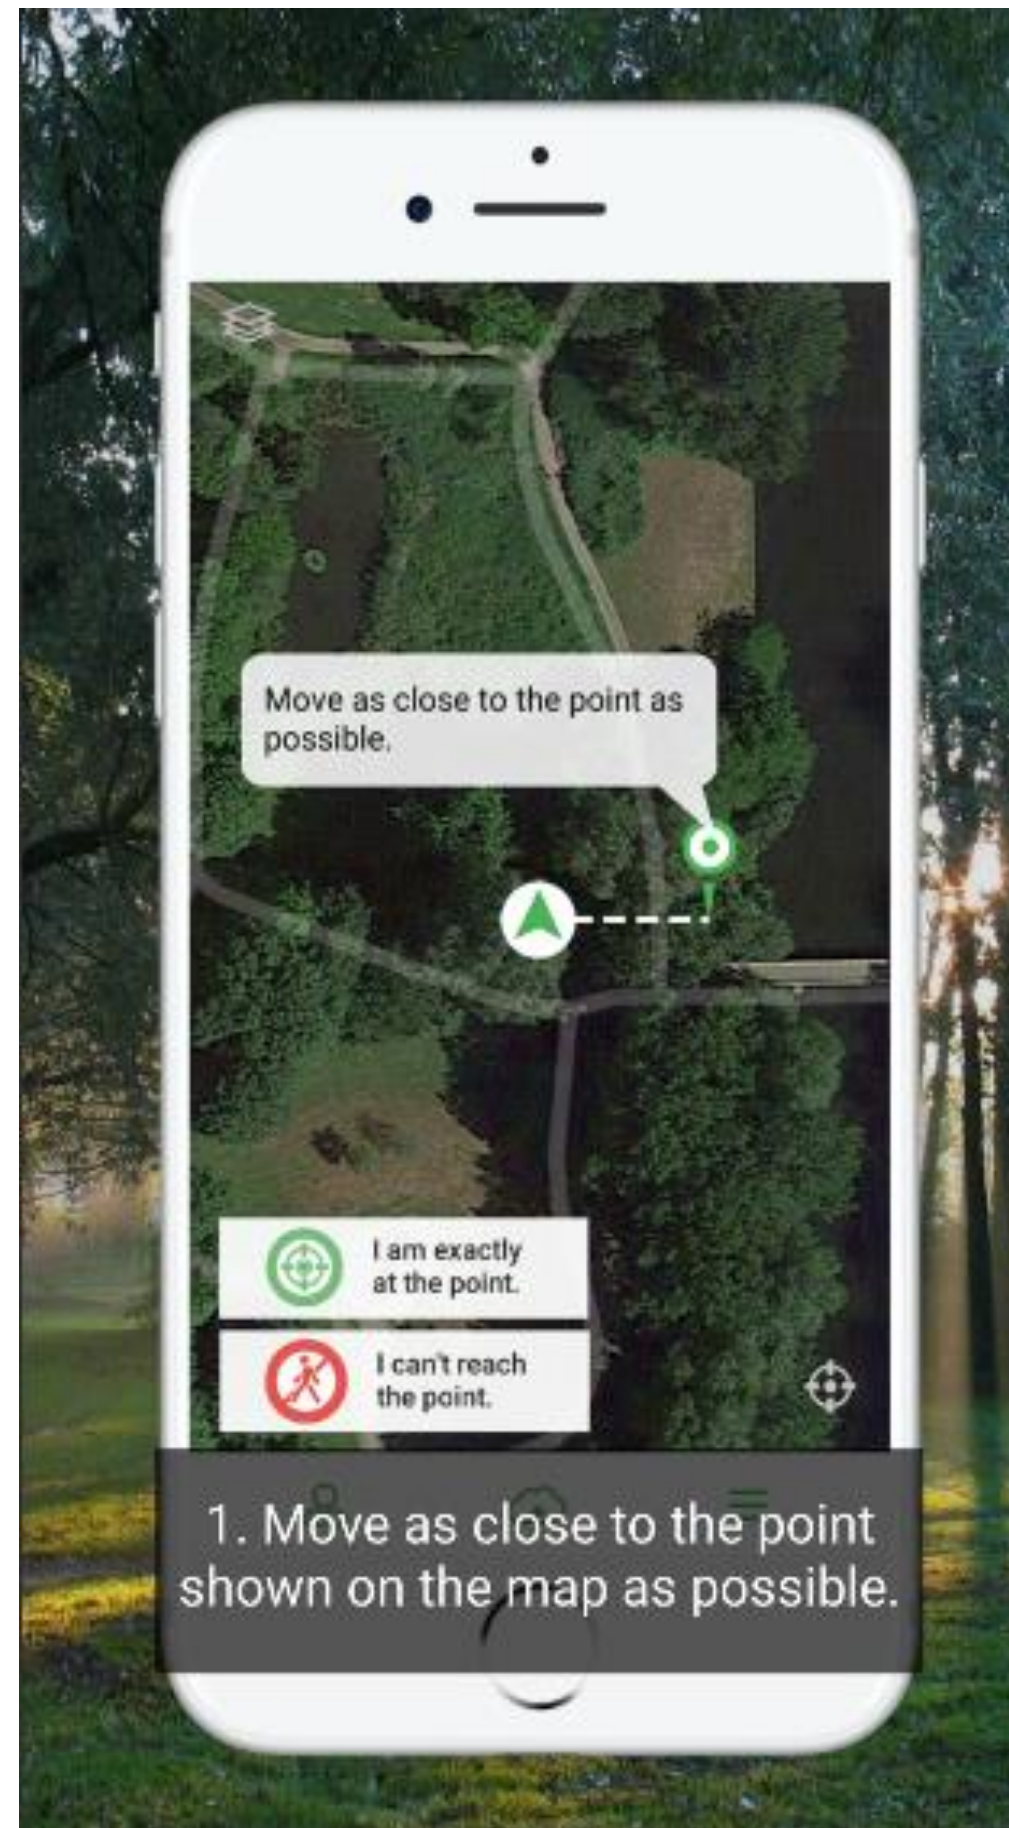 Move as close to the point as
possible.
I am exactly
at the point.
I can't reach
the point.
1. Move as close to the point
shown on the map as possible.